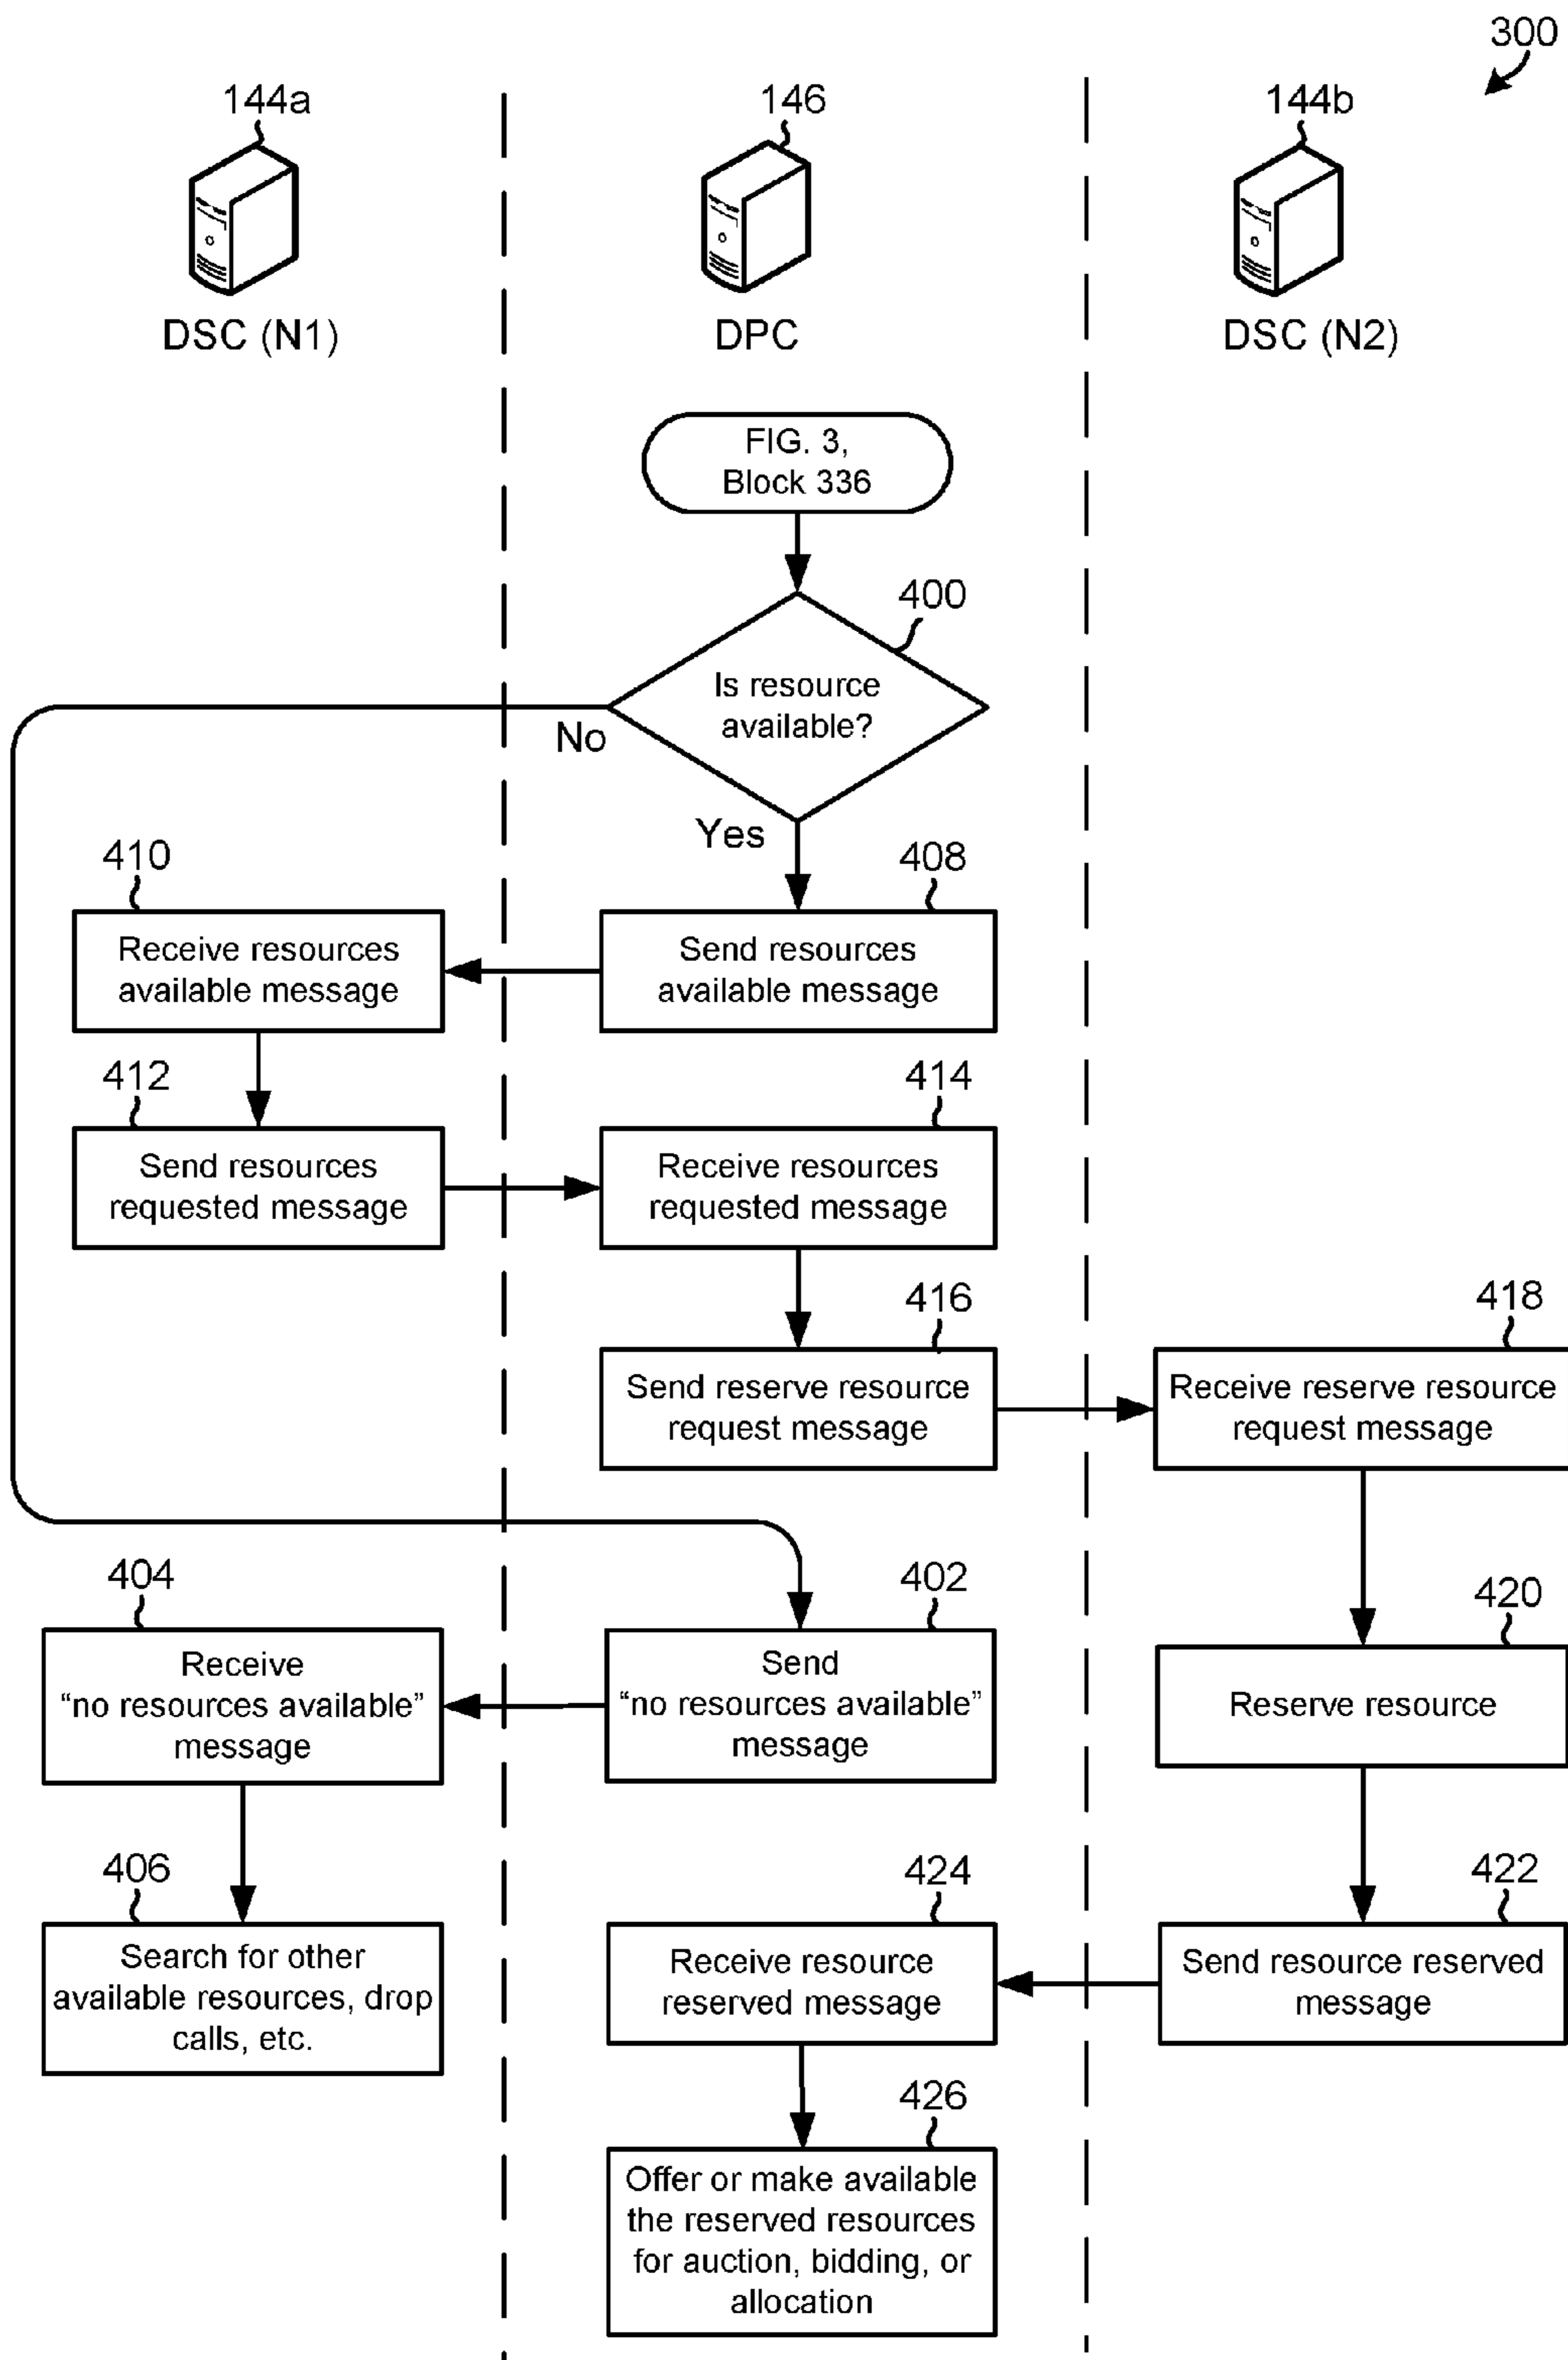 300
144a
146
144b
DSC (N1)
DPC
DSC (N2)
FIG. 3,
Block 336
400
Is resource
available?
No
Yes
410
408
Receive resources
available message
Send resources
available message
412
414
Send resources
requested message
Receive resources
requested message
416
418
Send reserve resource
request message
Receive reserve resource
request message
404
402
420
Receive
“no resources available”
message
Send
“no resources available”
message
Reserve resource
406
424
422
Search for other
available resources, drop
calls, etc.
Receive resource
reserved message
Send resource reserved
message
426
Offer or make available
the reserved resources
for auction, bidding, or
allocation